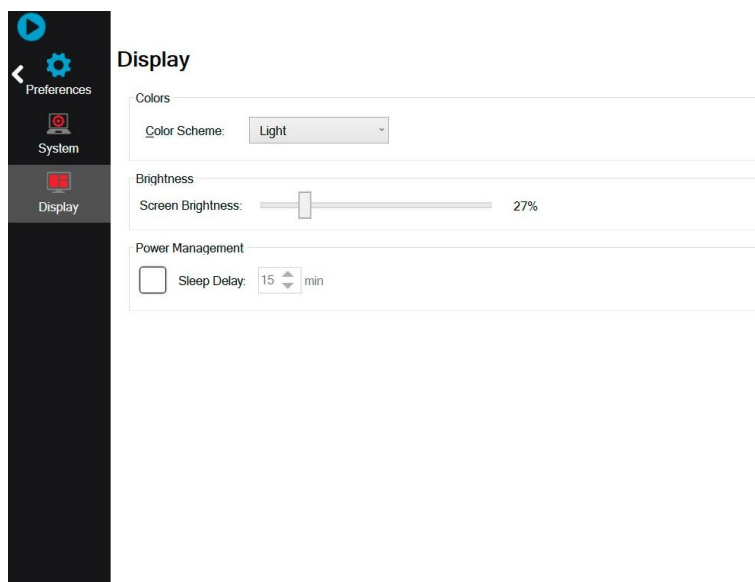 Display
Preferences
System
Display
Colors
Color Scheme: Light
Brightness
Screen Brightness: 27%
Power Management
Sleep Delay: 15 min